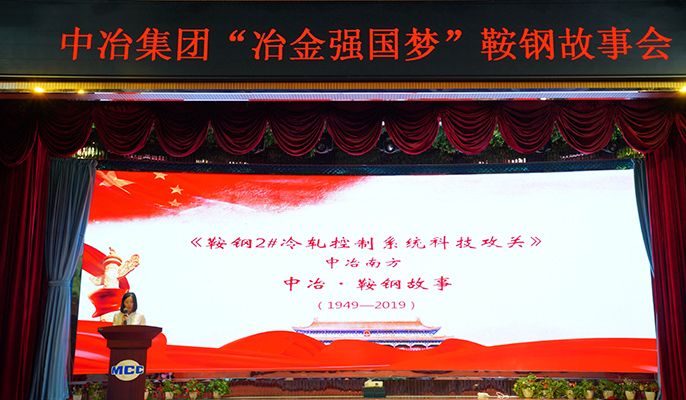 中冶集团“冶金强国梦”鞍钢故事会
《鞍钢2#冷轧控制系统科技攻关》
中冶南方
中冶·鞍钢故事
（1949—2019）
MCC